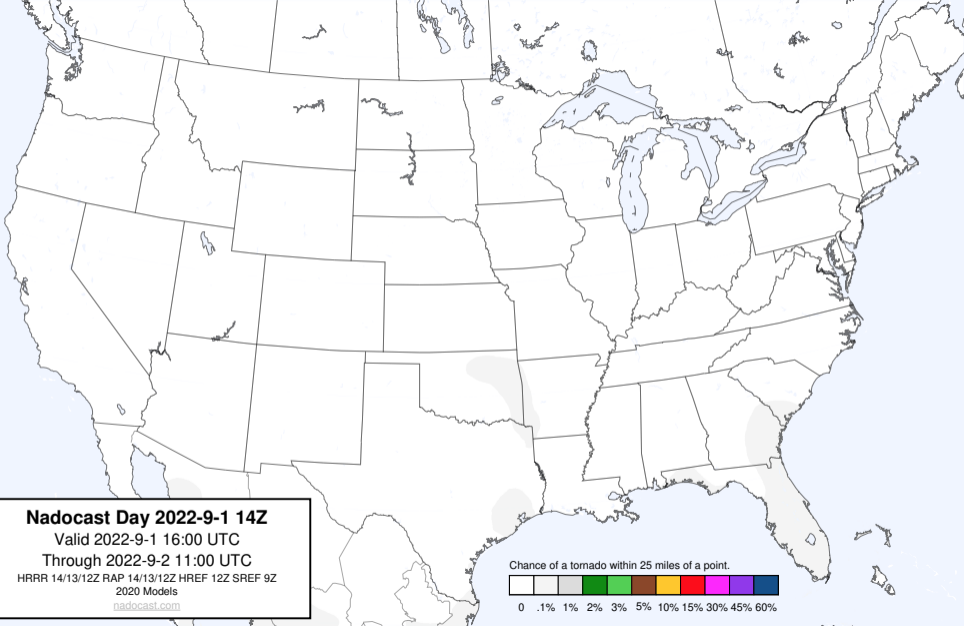 Nadocast Day 2022-9-1 14Z
Valid 2022-9-1 16:00 UTC
Through 2022-9-2 11:00 UTC
HRRR 14/13/12Z RAP 14/13/12Z HREF 12Z SREF 9Z
2020 Models
nadocast.com
Chance of a tornado within 25 miles of a point.
0 .1% 1% 2% 3% 5% 10% 15% 30% 45% 60%